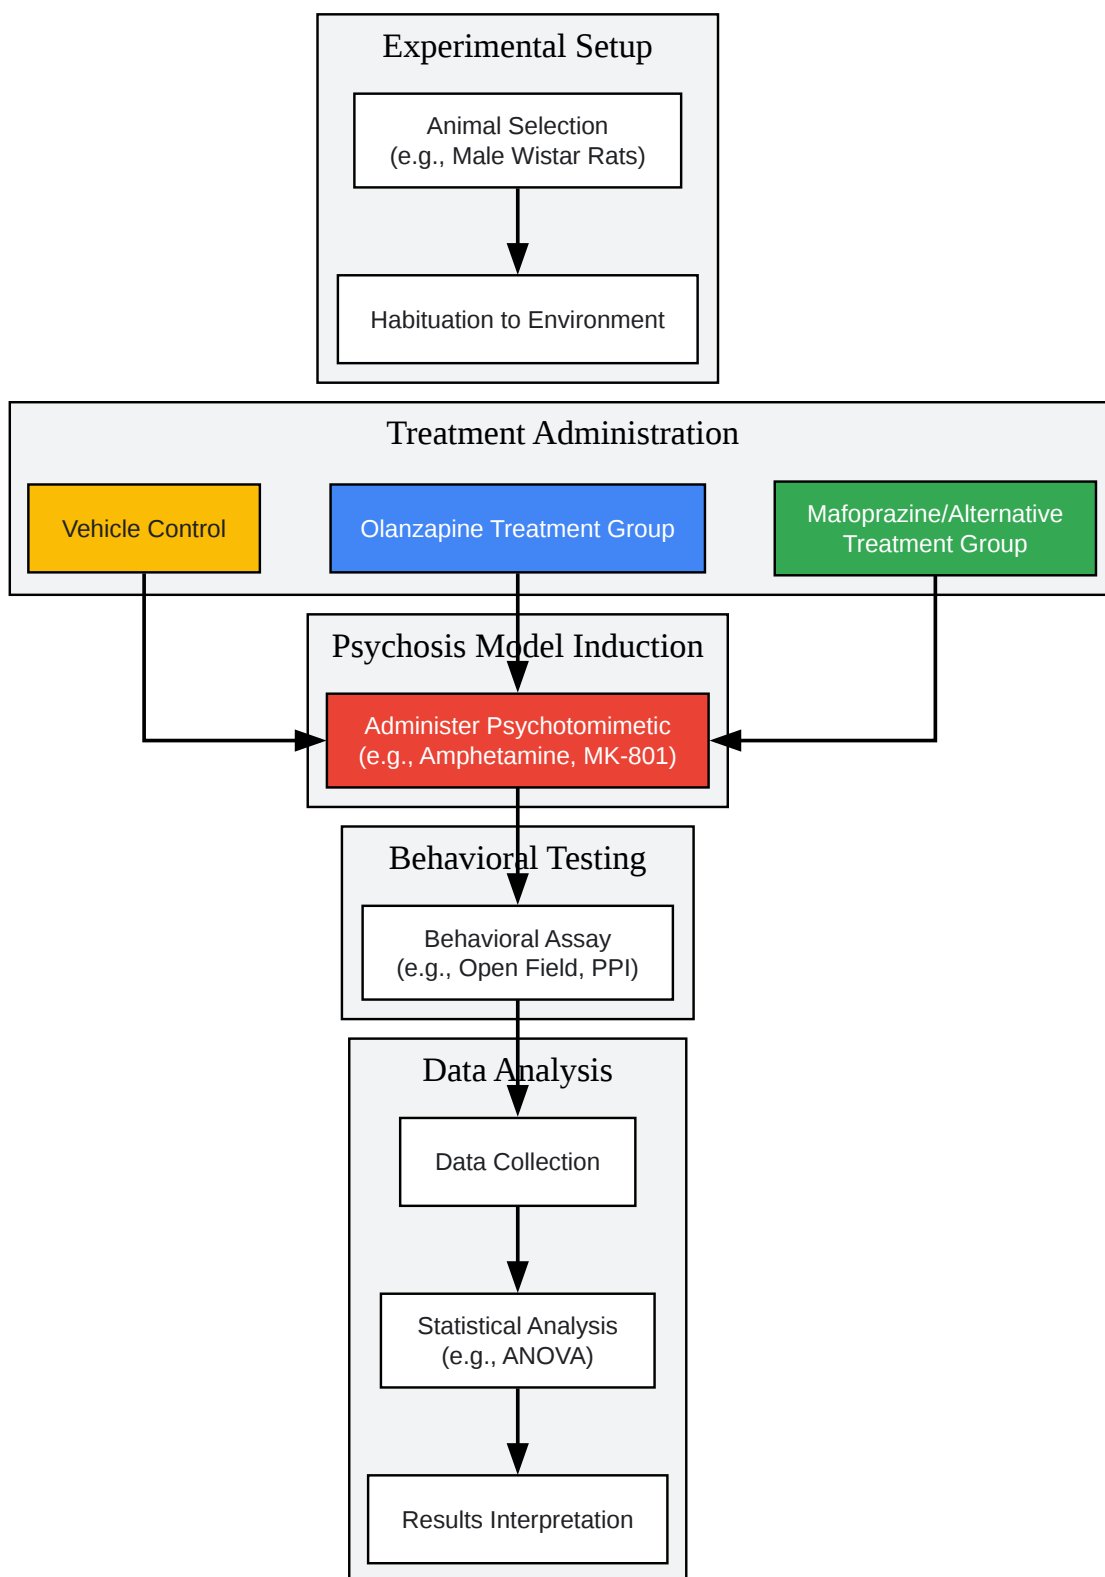 Experimental Setup
Animal Selection
(e.g., Male Wistar Rats)
Habituation to Environment
Treatment Administration
Vehicle Control
Olanzapine Treatment Group
Mafoprazine/Alternative
Treatment Group
Psychosis Model Induction
Administer Psychotomimetic
(e.g., Amphetamine, MK-801)
Behavioral Testing
Behavioral Assay
(e.g., Open Field, PPI)
Data Analysis
Data Collection
Statistical Analysis
(e.g., ANOVA)
Results Interpretation